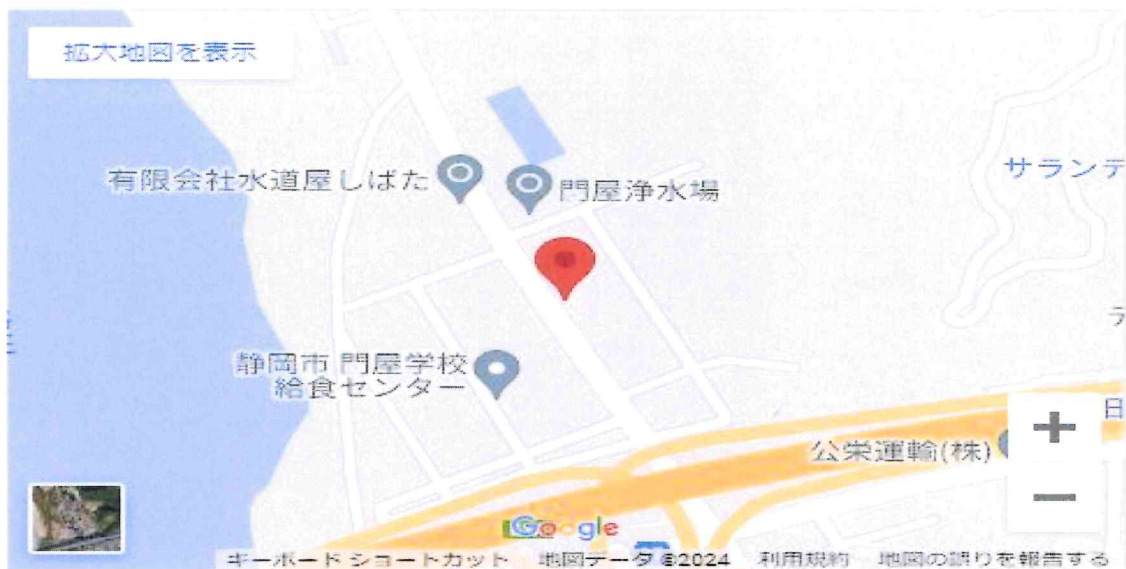 拡大地図を表示
有限会社水道屋しばた
門屋浄水場
サランテ
静岡市 門屋学校
給食センター
公栄運輸(株)
日
+
−
Google
キーボード ショートカット 地図データ ©2024 利用規約 地図の誤りを報告する